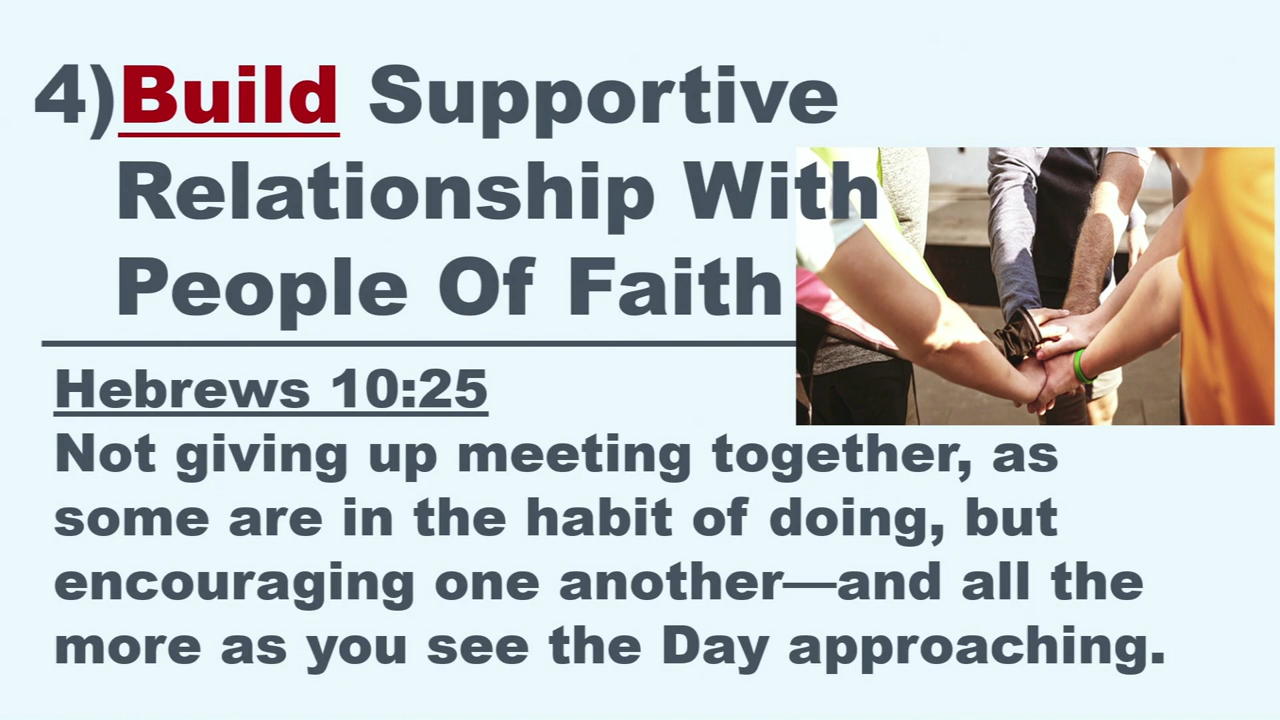 4)Build Supportive
Relationship With
People Of Faith
Hebrews 10:25
Not giving up meeting together, as
some are in the habit of doing, but
encouraging one another—and all the
more as you see the Day approaching.